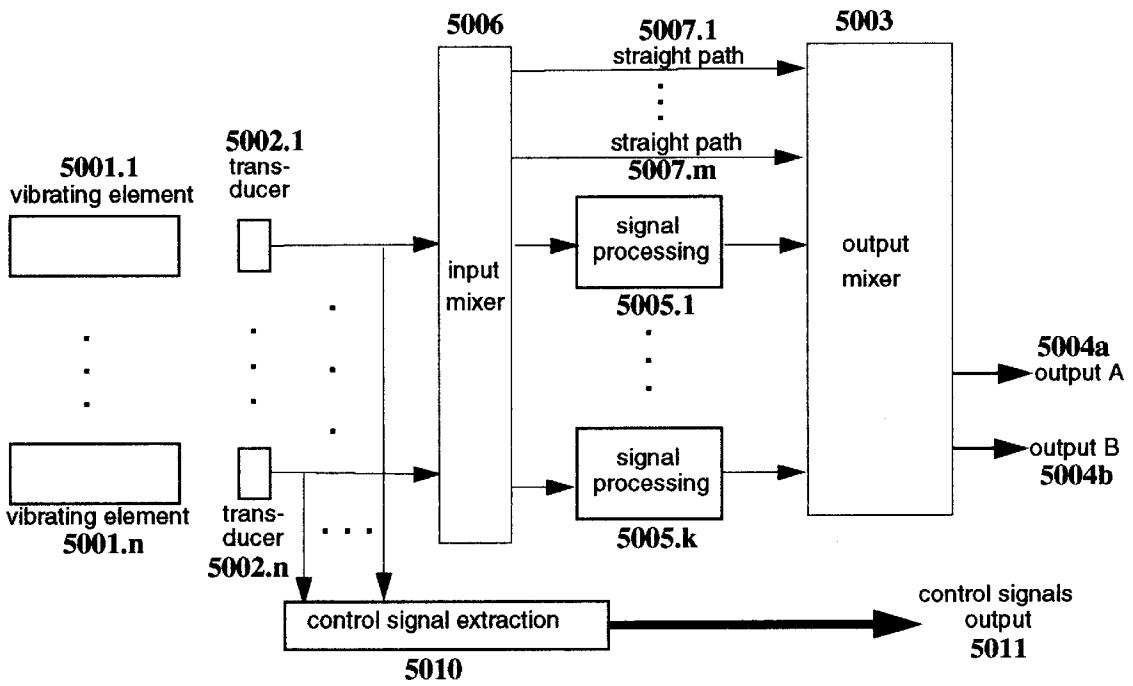 5006
5007.1
straight path
5003
5002.1
trans-
ducer
5001.1
vibrating element
straight path
5007.m
signal
processing
5005.1
input
mixer
output
mixer
5004a
output A
output B
5004b
signal
processing
5005.k
vibrating element
5001.n
trans-
ducer
5002.n
control signal extraction
5010
control signals
output
5011